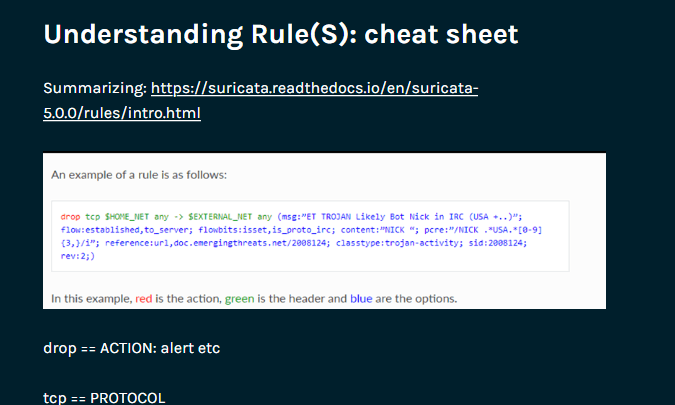 Understanding Rule(S): cheat sheet
Summarizing: https://suricata.readthedocs.io/en/suricata-
5.0.0/rules/intro.html
An example of a rule is as follows:
drop tcp $HOME_NET any -> $EXTERNAL_NET any (msg:”ET TROJAN Likely Bot Nick in IRC (USA +..)”;
flow:established,to_server; flowbits:isset,is_proto_irc; content:”NICK “; pcre:”/NICK .*USA.*[0-9]
{3,}/i”; reference:url,doc.emergingthreats.net/2008124; classtype:trojan-activity; sid:2008124;
rev:2;)
In this example, red is the action, green is the header and blue are the options.
drop == ACTION: alert etc
tcp == PROTOCOL